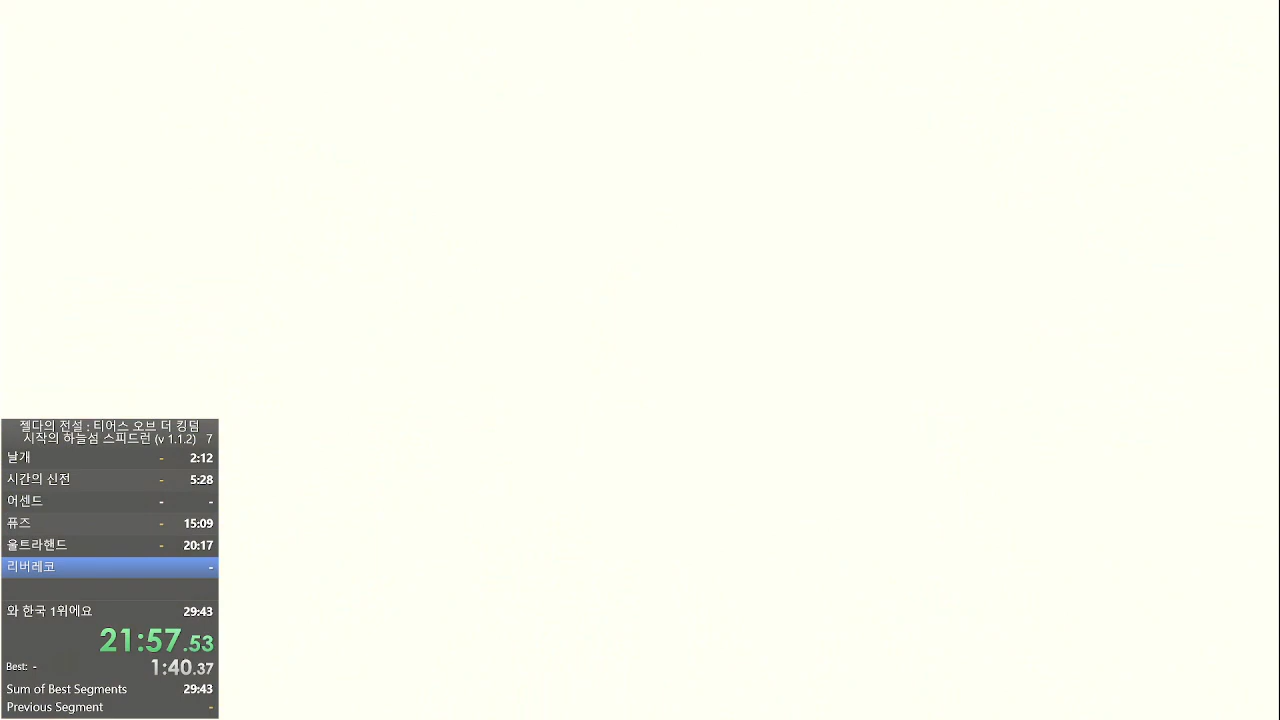 젤다의 전설 : 티어스 오브 더 킹덤
시작의 하늘섬 스피드런 (v 1.1.2) 7
날개 - 2:12
시간의 신전 - 5:28
어센드 - -
퓨즈 - 15:09
울트라핸드 - 20:17
리버레코 -
와 한국 1위에요 29:43
21:57.53
Best: - 1:40.37
Sum of Best Segments 29:43
Previous Segment -